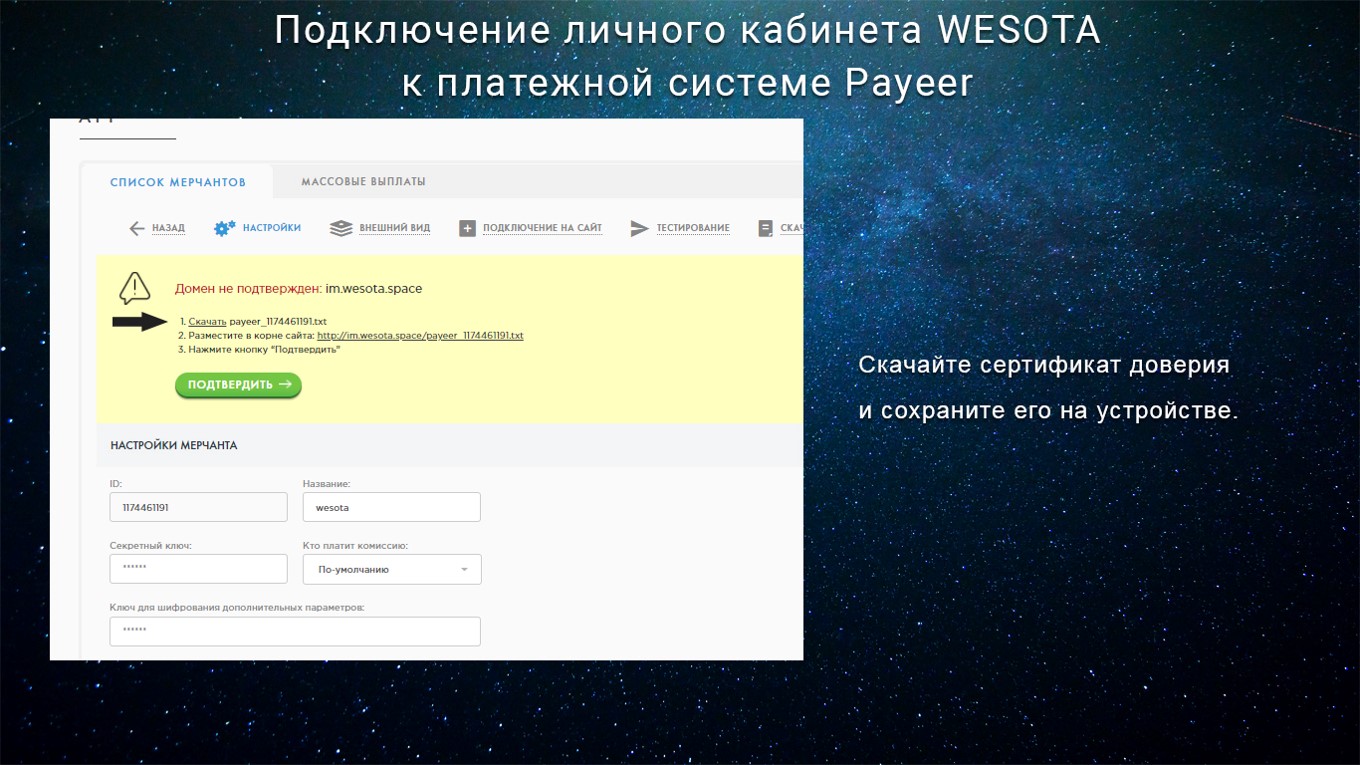 Подключение личного кабинета WESOTA
к платежной системе Payeer
СПИСОК МЕРЧАНТОВ
МАССОВЫЕ ВЫПЛАТЫ
НАЗАД
НАСТРОЙКИ
ВНЕШНИЙ ВИД
ПОДКЛЮЧЕНИЕ НА САЙТ
ТЕСТИРОВАНИЕ
Домен не подтвержден: im.wesota.space
1. Скачать payeer_1174461191.txt
2. Разместите в корне сайта: http://im.wesota.space/payeer_1174461191.txt
3. Нажмите кнопку "Подтвердить"
ПОДТВЕРДИТЬ
НАСТРОЙКИ МЕРЧАНТА
ID:
Название:
1174461191
wesota
Секретный ключ:
Кто платит комиссию:
******
По-умолчанию
Ключ для шифрования дополнительных параметров:
******
Скачайте сертификат доверия
и сохраните его на устройстве.